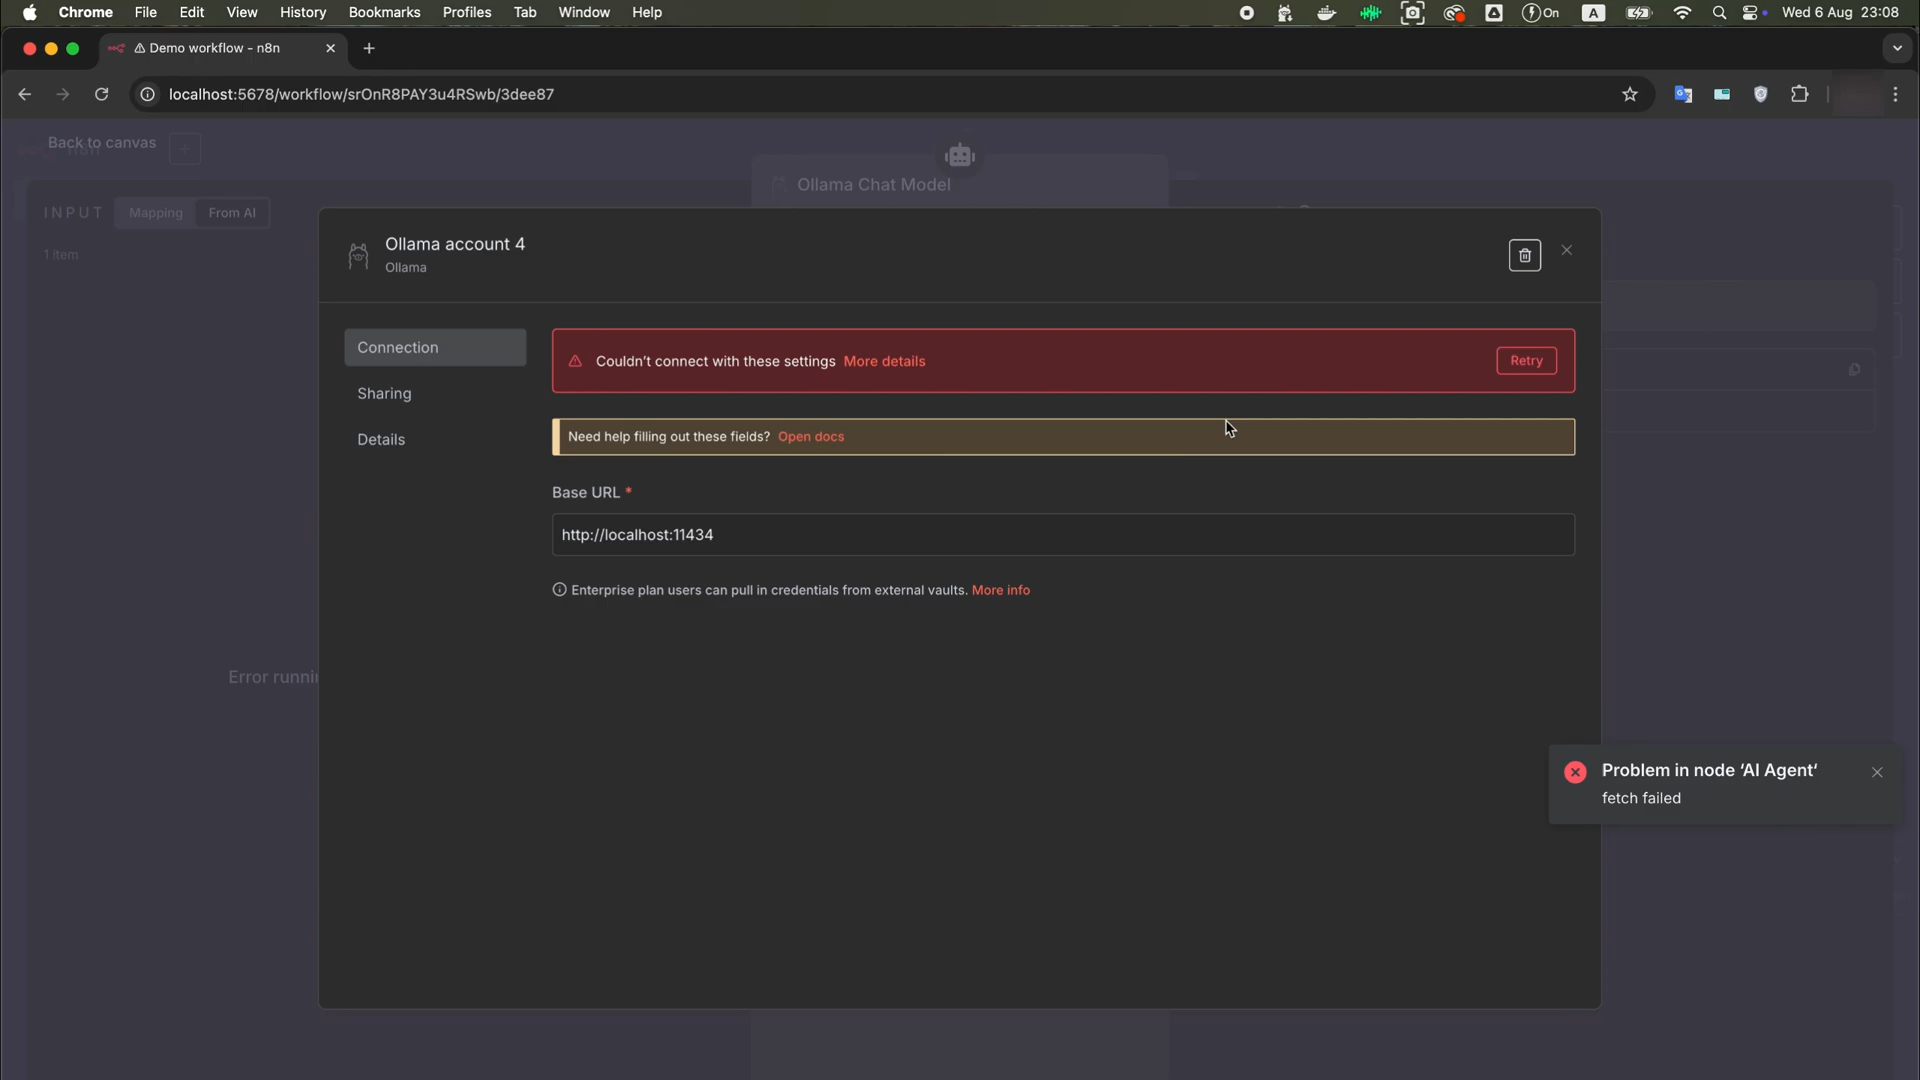 Chrome File Edit View History Bookmarks Profiles Tab Window Help On A Wed 6 Aug 23:08
Demo workflow - n8n
localhost:5678/workflow/srOnR8PAY3u4RSwb/3dee87
Back to canvas
n8n
Ollama Chat Model
INPUT Mapping From AI
1 item
Ollama account 4
Ollama
Connection
Sharing
Details
Couldn't connect with these settings More details
Retry
Need help filling out these fields? Open docs
Base URL *
http://localhost:11434
Enterprise plan users can pull in credentials from external vaults. More info
Problem in node ‘AI Agent‘
fetch failed